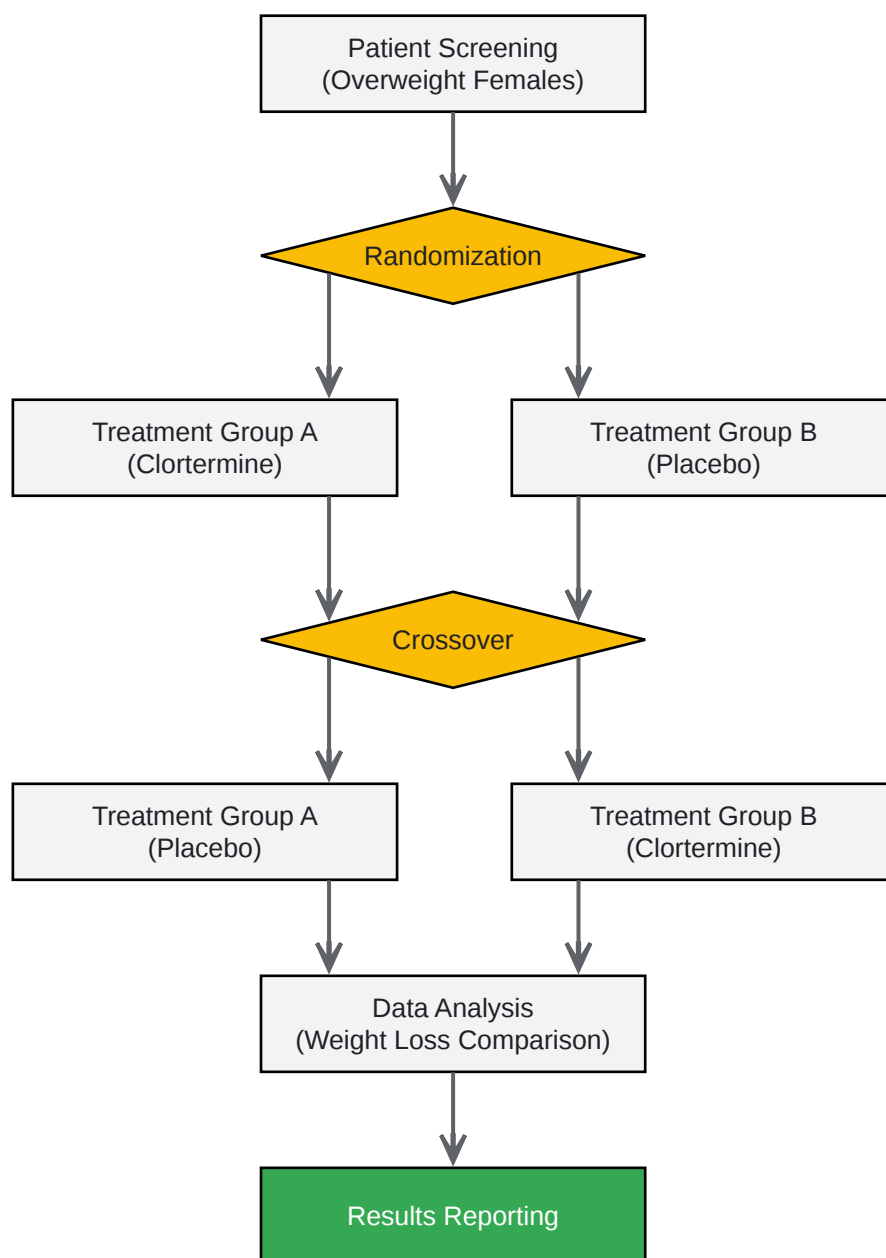 Patient Screening
(Overweight Females)
Randomization
Treatment Group A
(Clortermine)
Treatment Group B
(Placebo)
Crossover
Treatment Group A
(Placebo)
Treatment Group B
(Clortermine)
Data Analysis
(Weight Loss Comparison)
Results Reporting